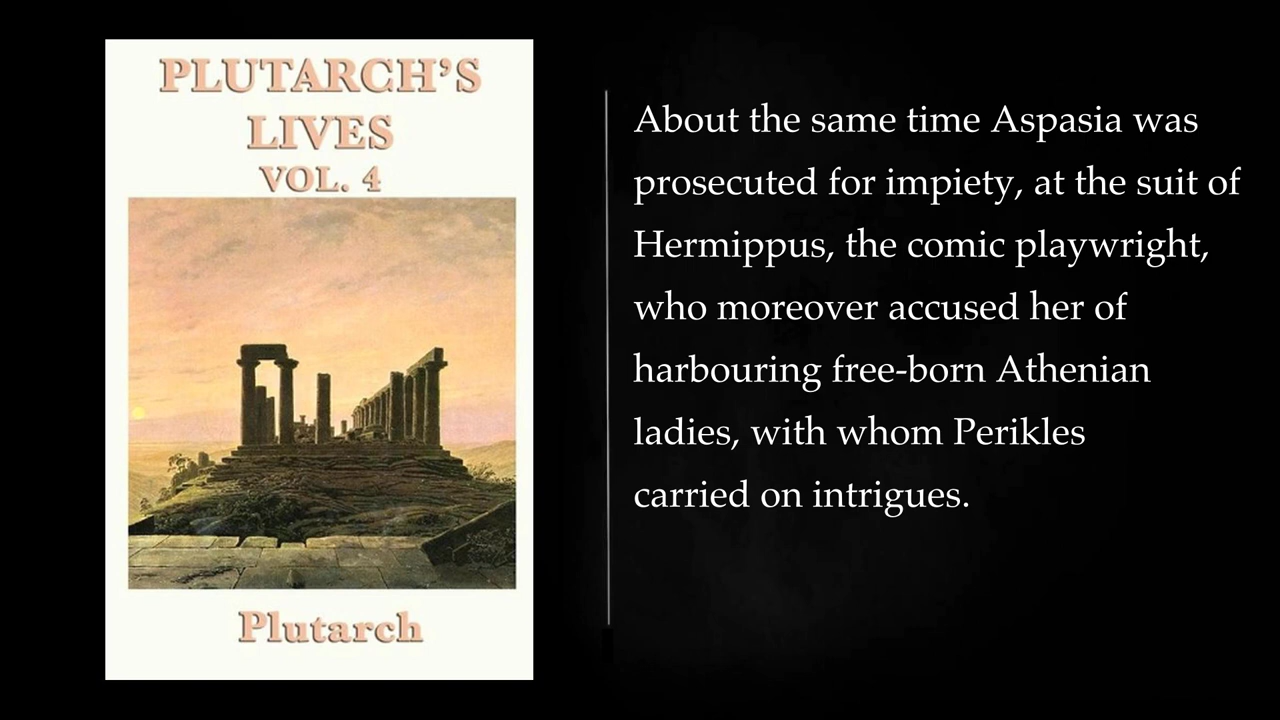 PLUTARCH'S
LIVES
VOL. 4
Plutarch
About the same time Aspasia was
prosecuted for impiety, at the suit of
Hermippus, the comic playwright,
who moreover accused her of
harbouring free-born Athenian
ladies, with whom Perikles
carried on intrigues.